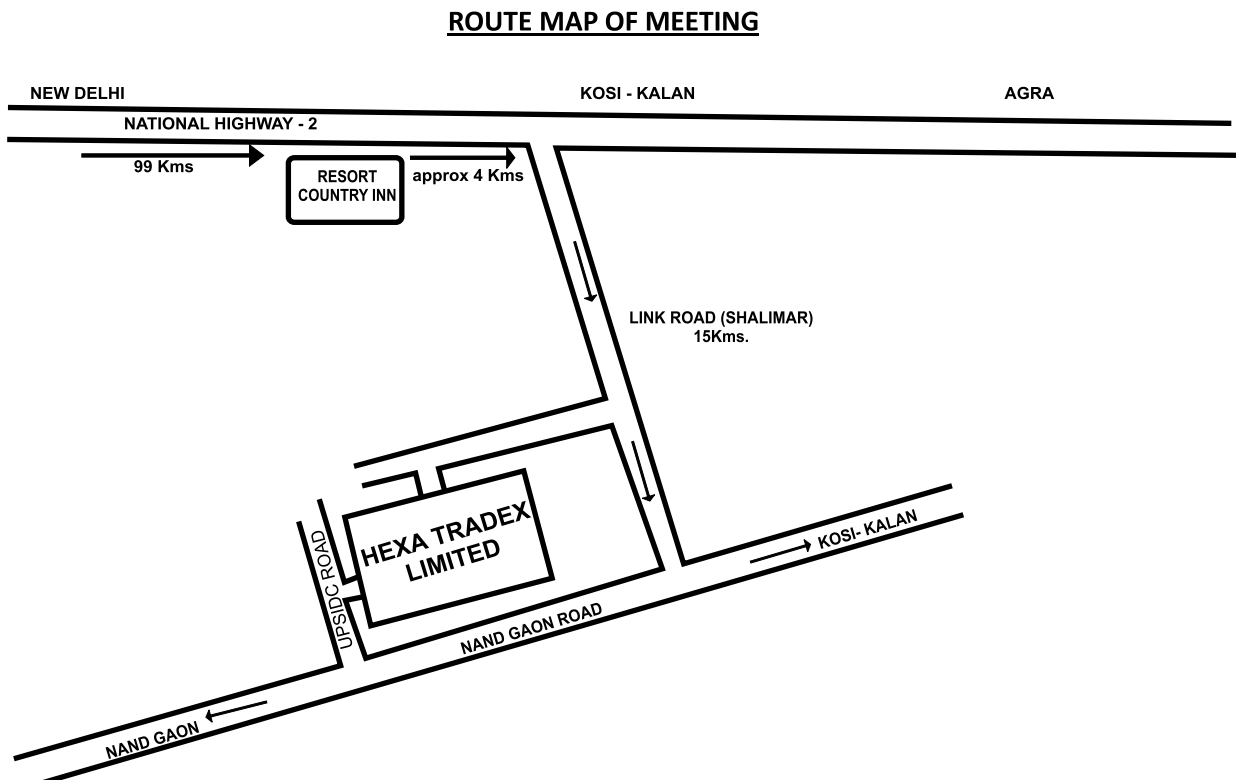 ROUTE MAP OF MEETING
NEW DELHI
KOSI - KALAN
AGRA
NATIONAL HIGHWAY - 2
99 Kms
RESORT
COUNTRY INN
approx 4 Kms
LINK ROAD (SHALIMAR)
15Kms.
HEXA TRADEX
LIMITED
UPSIDC ROAD
KOSI- KALAN
NAND GAON ROAD
NAND GAON